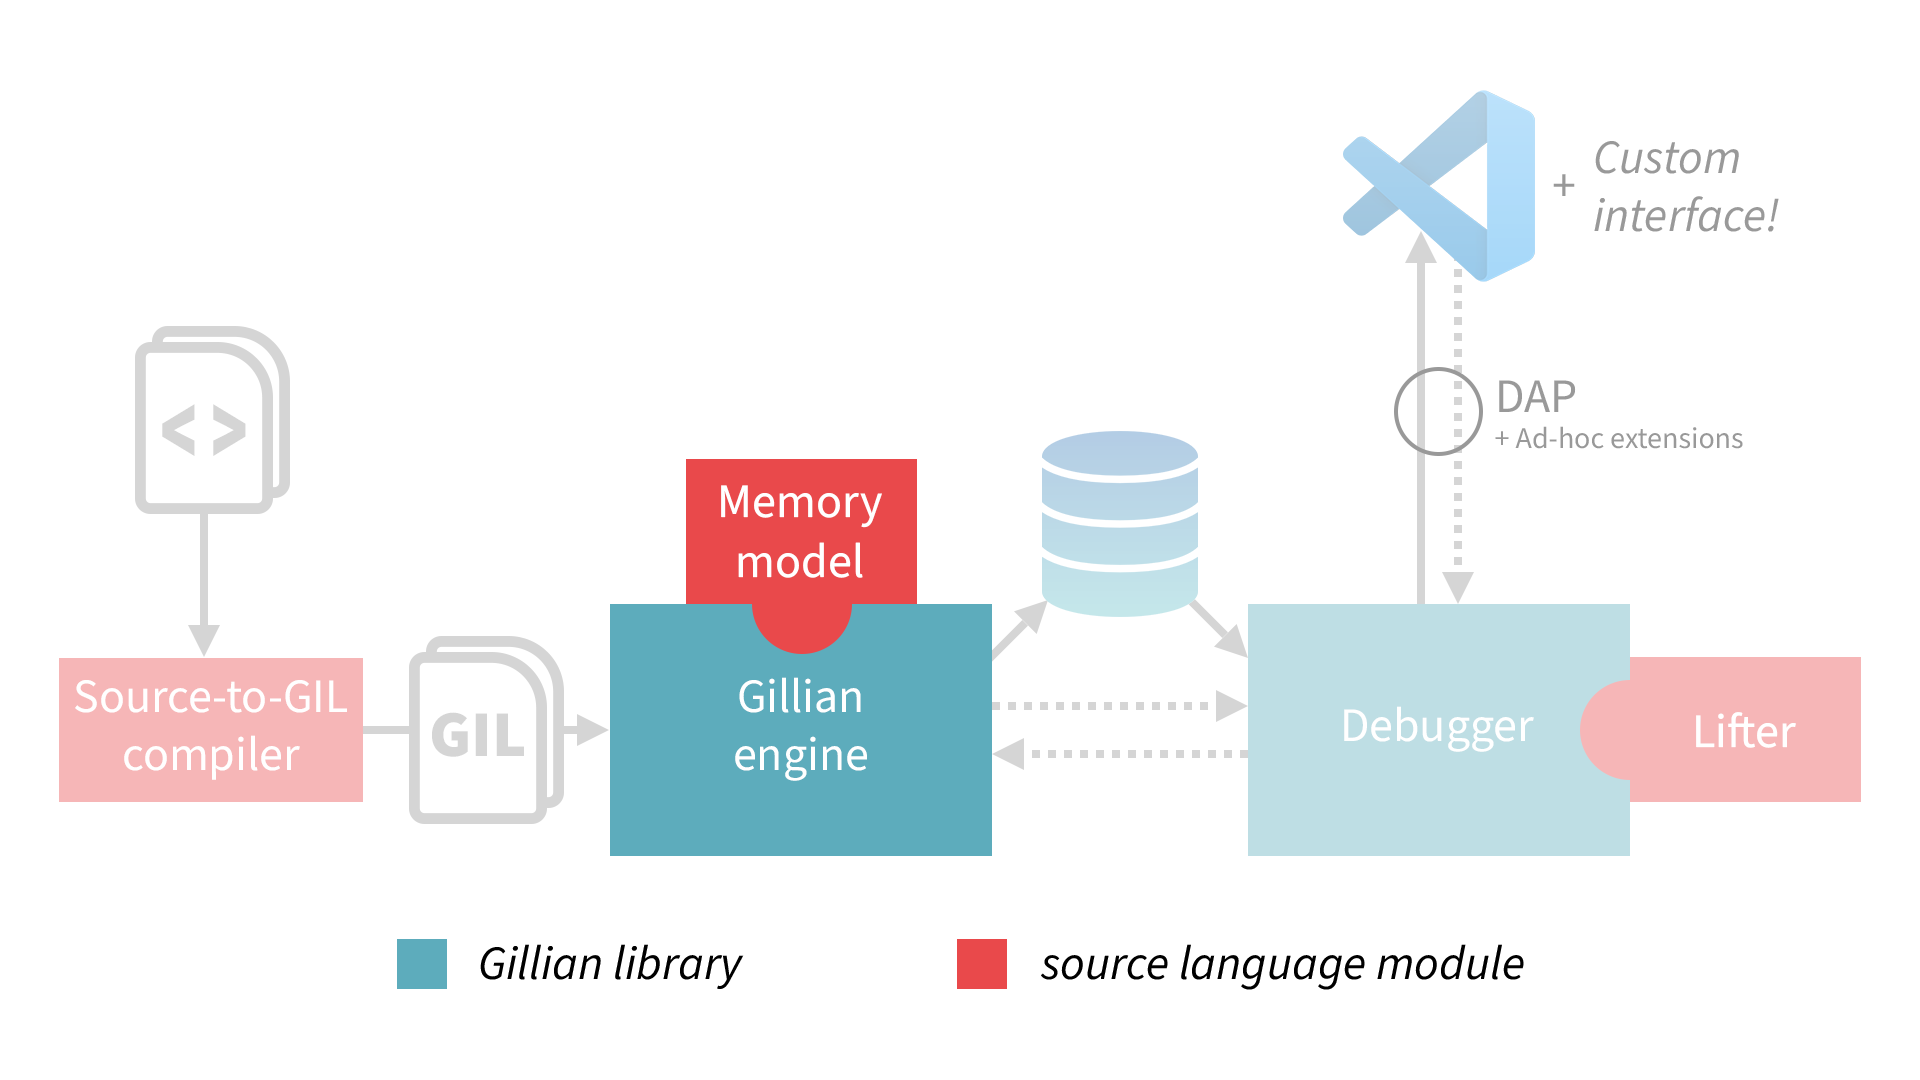 + Custom
interface!
< >
DAP
+ Ad-hoc extensions
Memory
model
Source-to-GIL
compiler
GIL
Gillian
engine
Debugger
Lifter
Gillian library
source language module